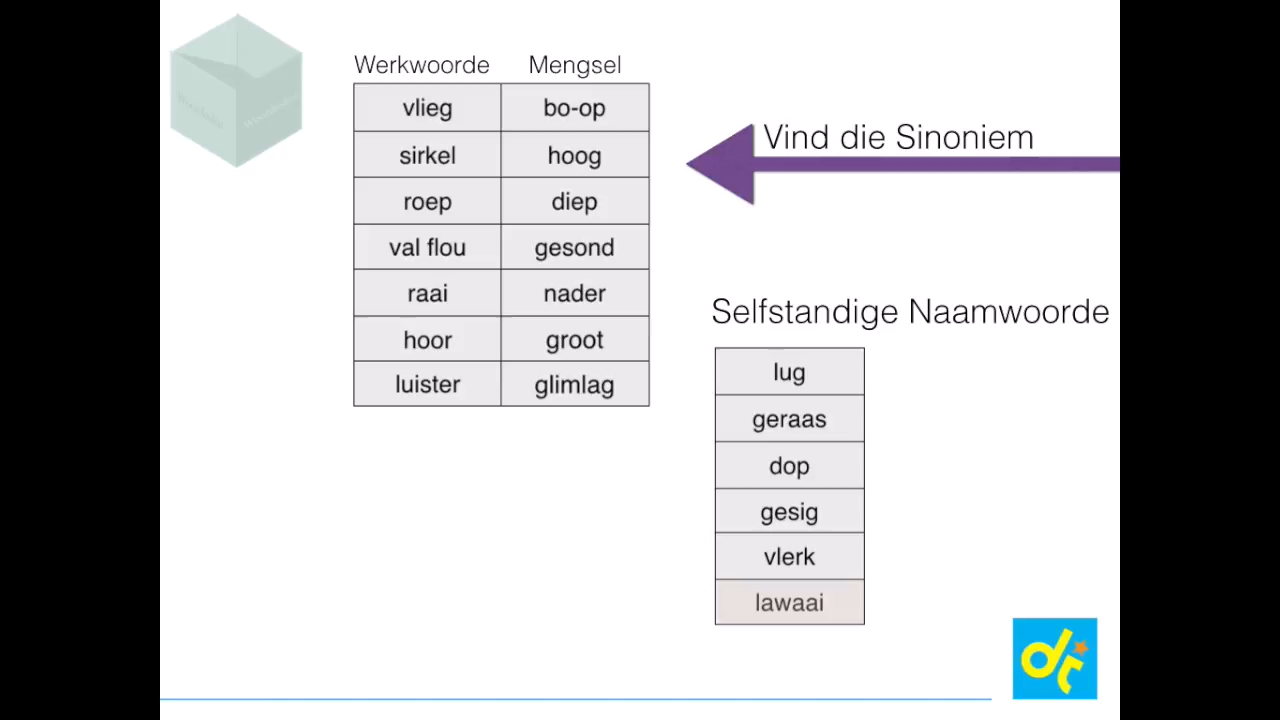 Werkwoorde Mengsel
vlieg bo-op
sirkel hoog
roep diep
val flou gesond
raai nader
hoor groot
luister glimlag
Vind die Sinoniem
Selfstandige Naamwoorde
lug
geraas
dop
gesig
vlerk
lawaai